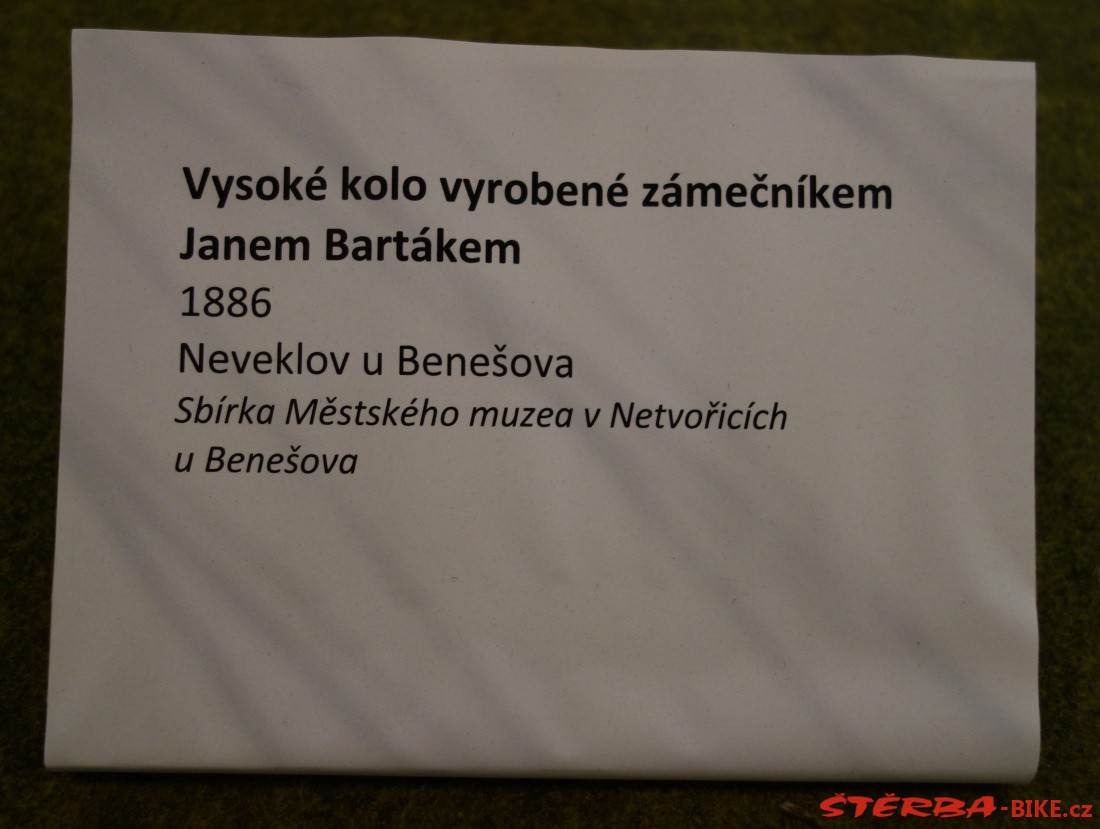 Vysoké kolo vyrobené zámečníkem
Janem Bartákem
1886
Neveklov u Benešova
Sbírka Městského muzea v Netvořicích
u Benešova
ŠTĚRBA-BIKE.cz